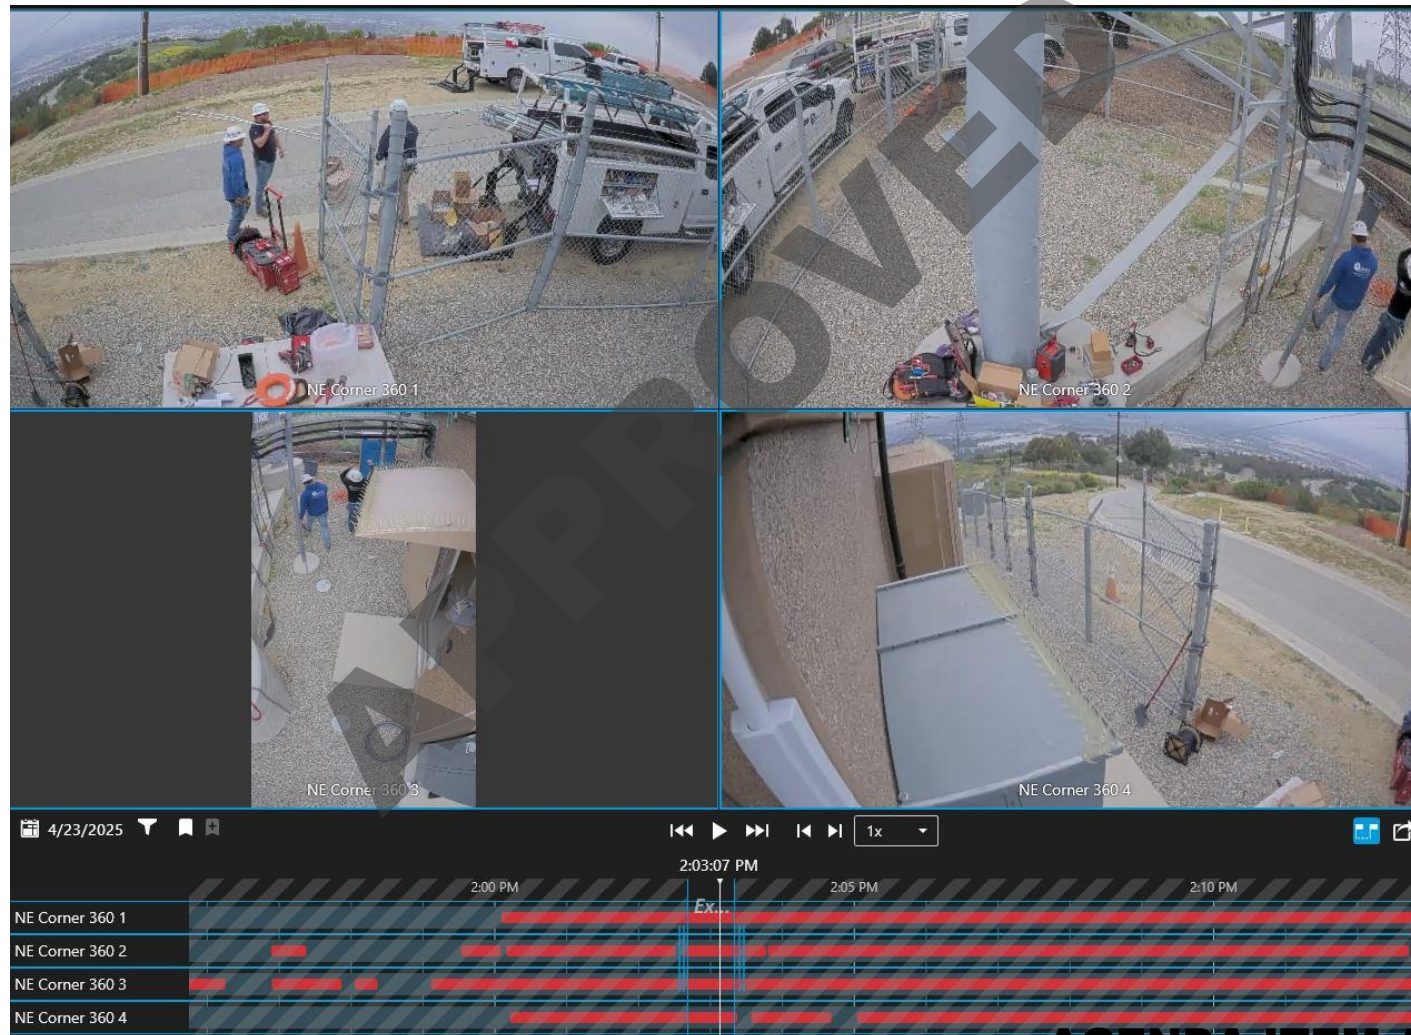 NE Corner 360 1
NE Corner 360 2
NE Corner 360 3
NE Corner 360 4
APPROVED
4/23/2025
1x
2:03:07 PM
2:00 PM
2:05 PM
2:10 PM
Ex...
NE Corner 360 1
NE Corner 360 2
NE Corner 360 3
NE Corner 360 4